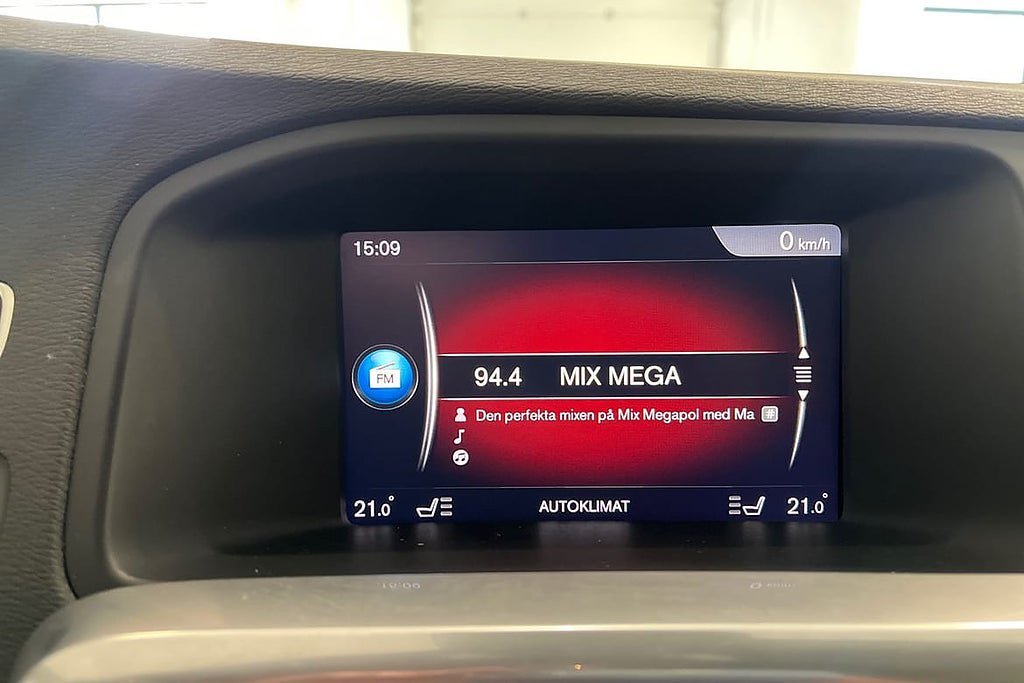 15:09
0 km/h
FM
94.4 MIX MEGA
Den perfekta mixen på Mix Megapol med Ma #
21.0° AUTOKLIMAT 21.0°